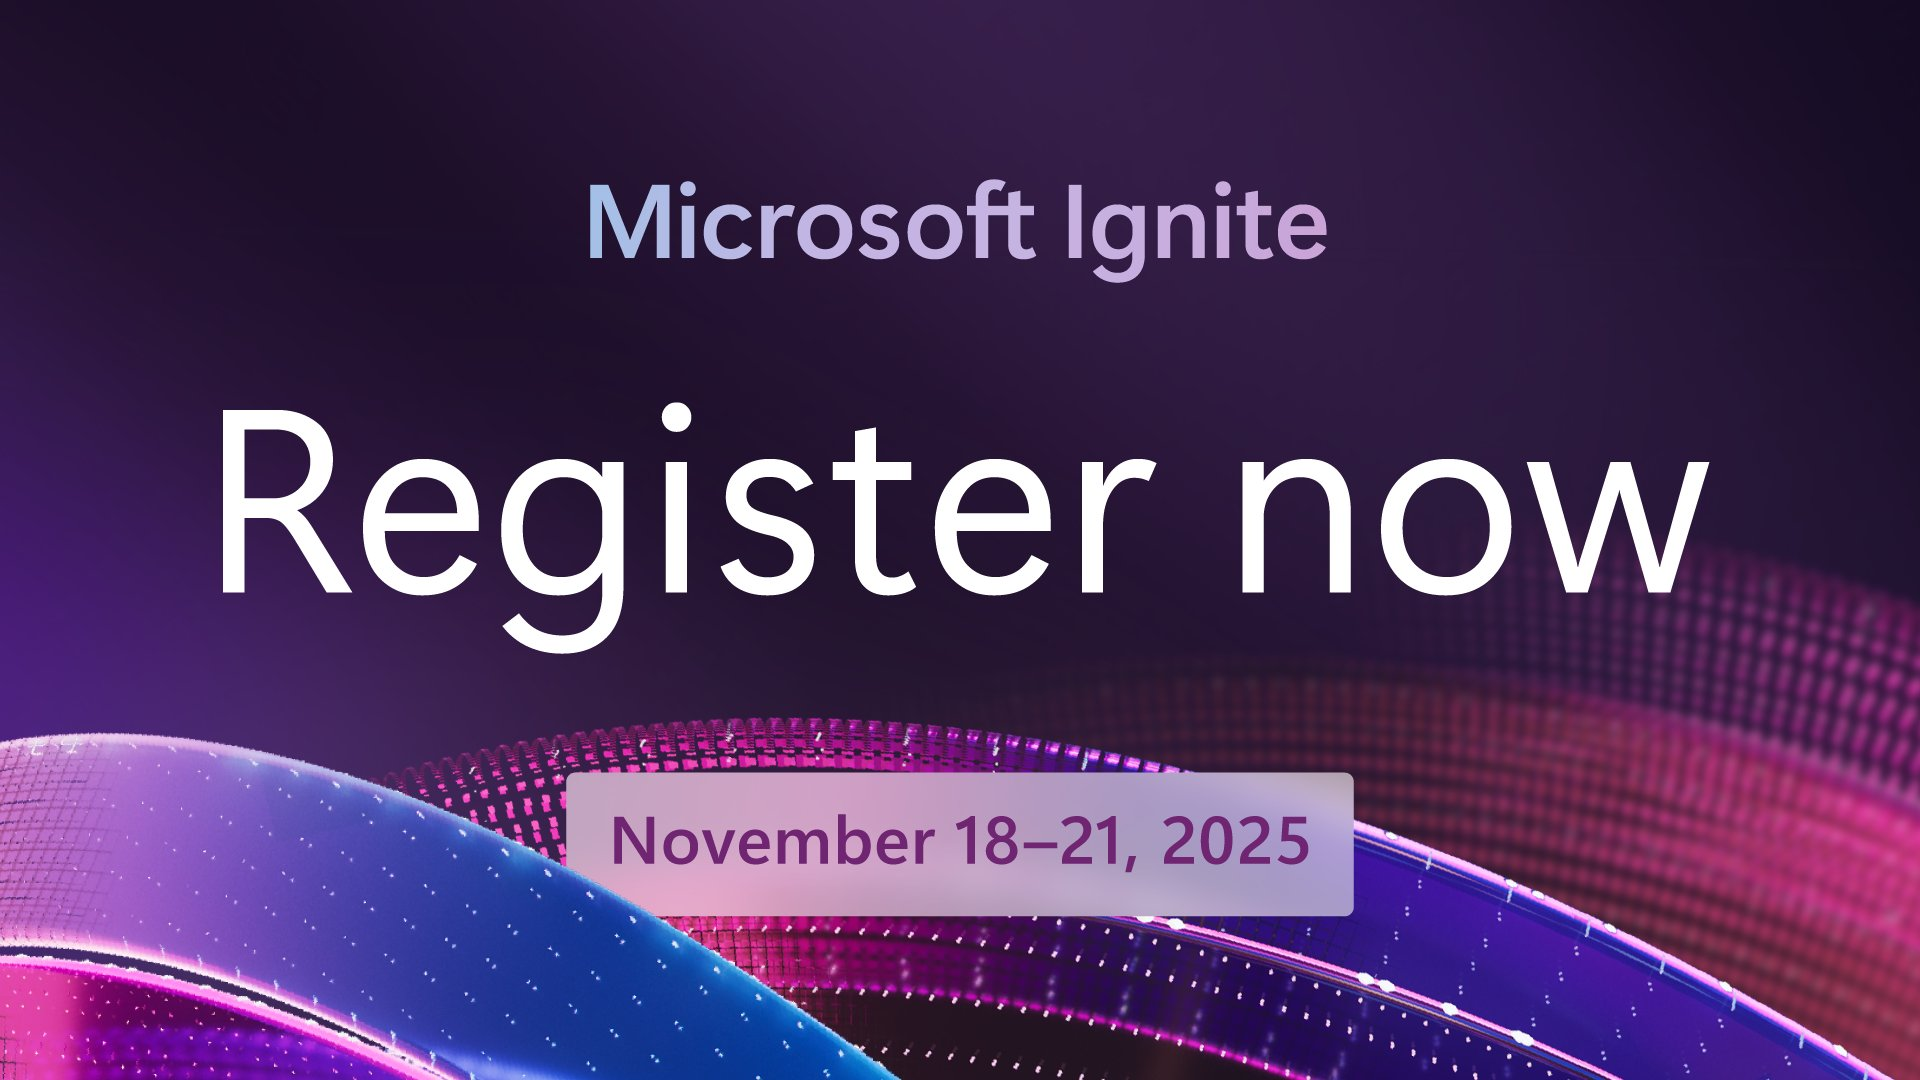 Microsoft Ignite
Register now
November 18–21, 2025